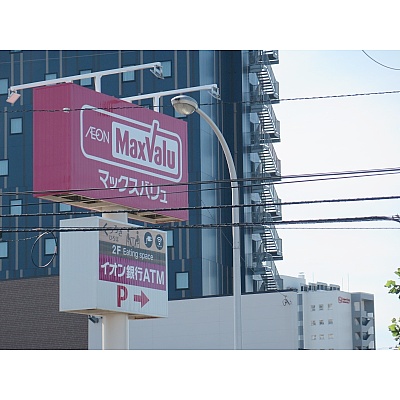 ÆON
MaxValu
マックスバリュ
2F Eating space
イオン銀行ATM
P